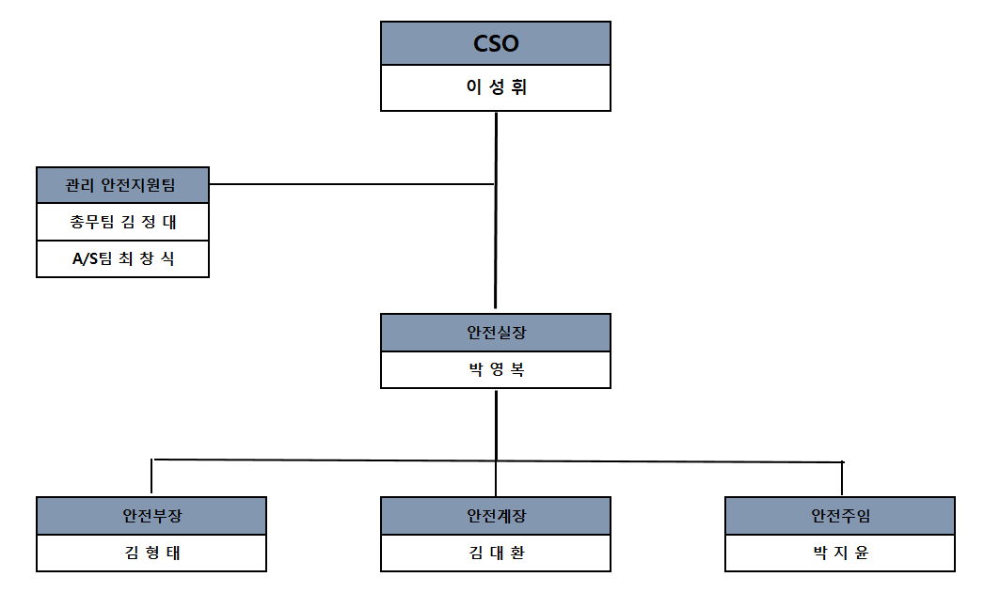 CSO
이 성 휘
관리 안전지원팀
총무팀 김 정 대
A/S팀 최 창 식
안전실장
박 영 복
안전부장
김 형 태
안전계장
김 대 환
안전주임
박 지 윤